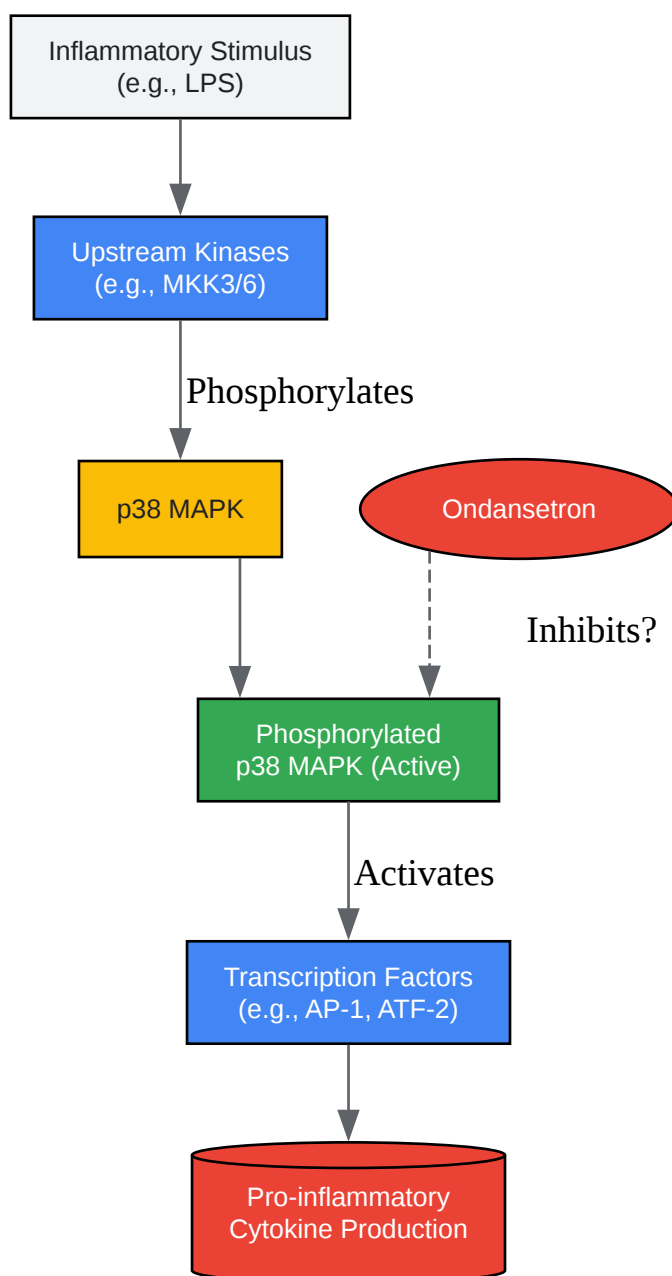 Inflammatory Stimulus
(e.g., LPS)
Upstream Kinases
(e.g., MKK3/6)
Phosphorylates
p38 MAPK
Ondansetron
Inhibits?
Phosphorylated
p38 MAPK (Active)
Activates
Transcription Factors
(e.g., AP-1, ATF-2)
Pro-inflammatory
Cytokine Production